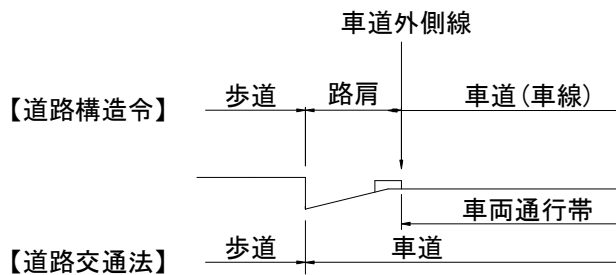 車道外側線
【道路構造令】 歩道 路肩 車道(車線)
車両通行帯
【道路交通法】 歩道 車道